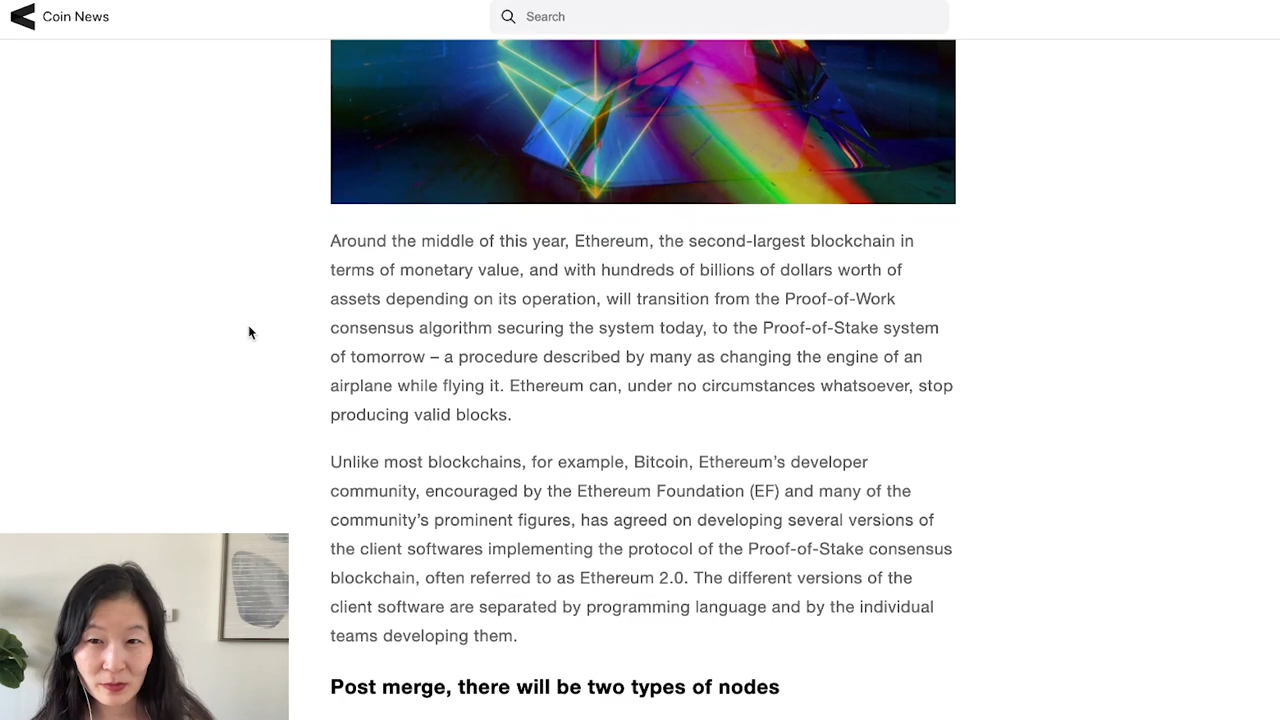 Coin News
Search
Around the middle of this year, Ethereum, the second-largest blockchain in
terms of monetary value, and with hundreds of billions of dollars worth of
assets depending on its operation, will transition from the Proof-of-Work
consensus algorithm securing the system today, to the Proof-of-Stake system
of tomorrow – a procedure described by many as changing the engine of an
airplane while flying it. Ethereum can, under no circumstances whatsoever, stop
producing valid blocks.
Unlike most blockchains, for example, Bitcoin, Ethereum’s developer
community, encouraged by the Ethereum Foundation (EF) and many of the
community’s prominent figures, has agreed on developing several versions of
the client softwares implementing the protocol of the Proof-of-Stake consensus
blockchain, often referred to as Ethereum 2.0. The different versions of the
client software are separated by programming language and by the individual
teams developing them.
Post merge, there will be two types of nodes